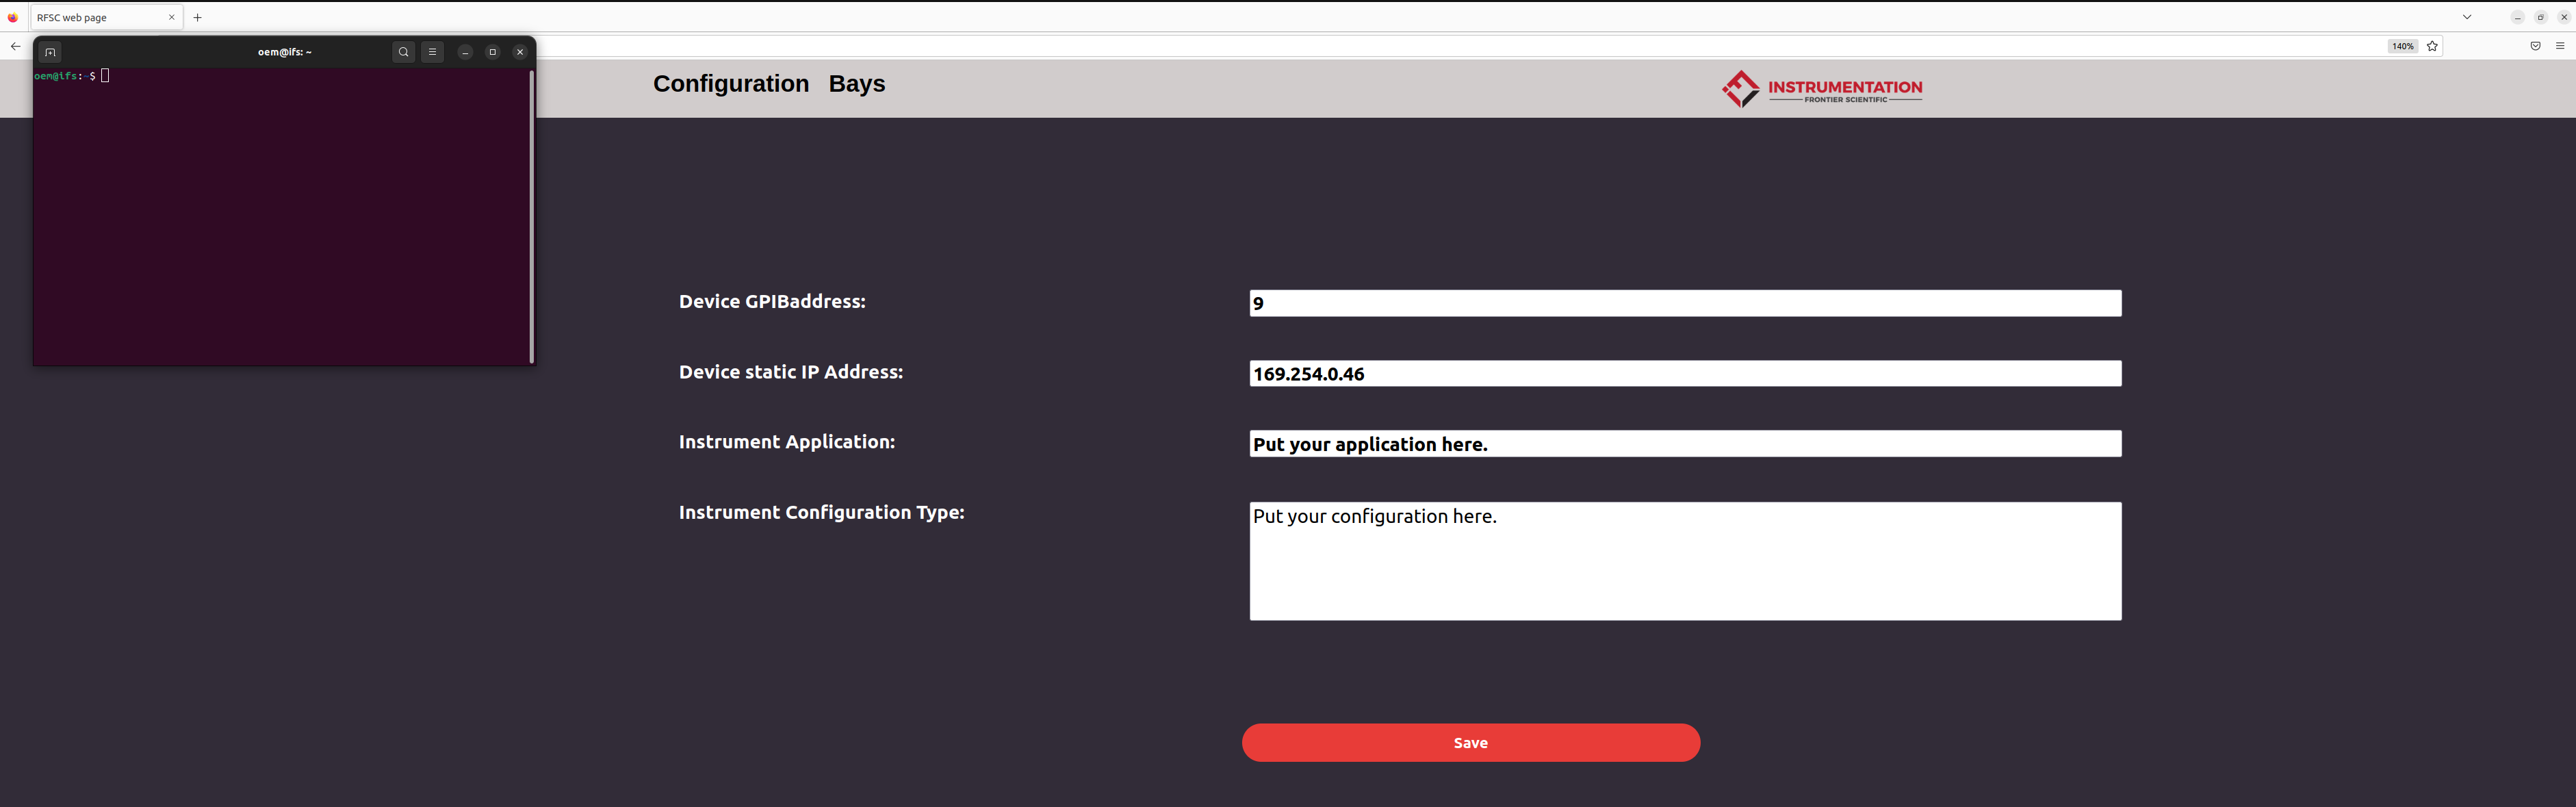 RFSC web page
oem@ifs: ~
140%
oem@ifs:~$
Configuration Bays
INSTRUMENTATION
FRONTIER SCIENTIFIC
Device GPIBaddress:
9
Device static IP Address:
169.254.0.46
Instrument Application:
Put your application here.
Instrument Configuration Type:
Put your configuration here.
Save